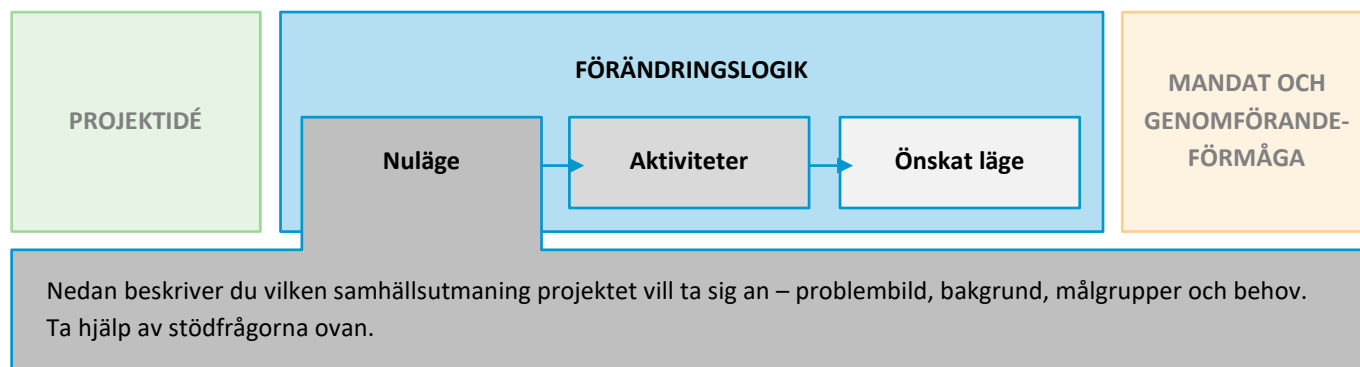 PROJEKTIDÉ
FÖRÄNDRINGSLOGIK
Nuläge
Aktiviteter
Önskat läge
MANDAT OCH
GENOMFÖRANDE-
FÖRMÅGA
Nedan beskriver du vilken samhällsutmaning projektet vill ta sig an – problembild, bakgrund, målgrupper och behov.
Ta hjälp av stödfrågorna ovan.